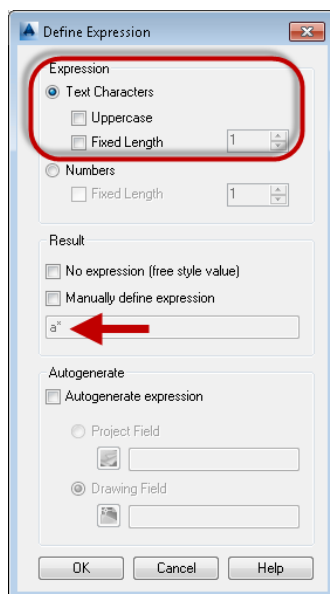 Define Expression
Expression
Text Characters
Uppercase
Fixed Length 1
Numbers
Fixed Length 1
Result
No expression (free style value)
Manually define expression
a*
Autogenerate
Autogenerate expression
Project Field
Drawing Field
OK Cancel Help